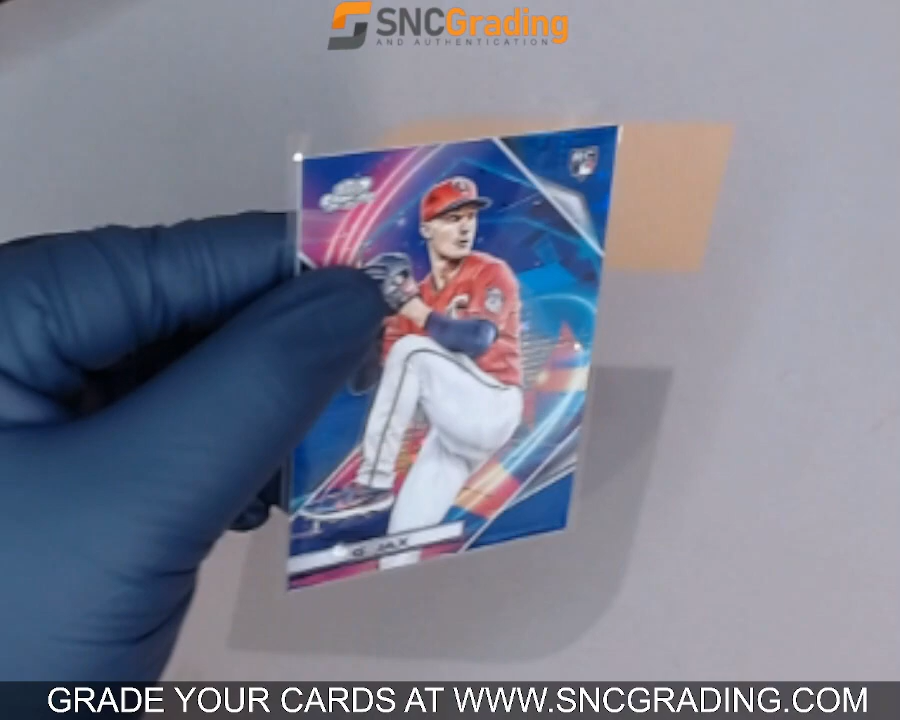 SNCGrading
AND AUTHENTICATION
RC
G. JAX
GRADE YOUR CARDS AT WWW.SNCGRADING.COM